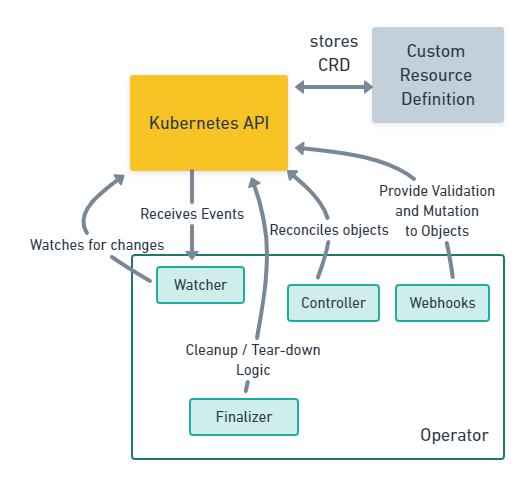 stores
CRD
Custom
Resource
Definition
Kubernetes API
Provide Validation
and Mutation
to Objects
Receives Events
Reconciles objects
Watches for changes
Watcher
Controller
Webhooks
Cleanup / Tear-down
Logic
Finalizer
Operator